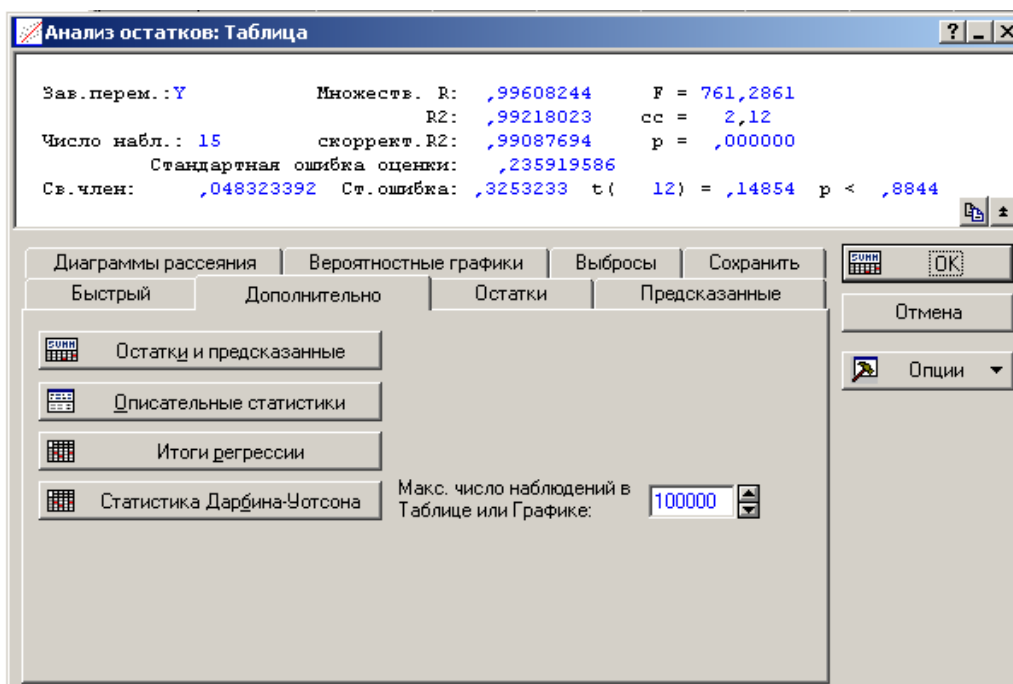 Анализ остатков: Таблица
Зав.перем.:Y Множеств. R: ,99608244 F = 761,2861
R2: ,99218023 сс = 2,12
Число набл.: 15 скоррект.R2: ,99087694 p = ,000000
Стандартная ошибка оценки: ,235919586
Св.член: ,048323392 Ст.ошибка: ,3253233 t( 12) = ,14854 p < ,8844
Диаграммы рассеяния Вероятностные графики Выбросы Сохранить
Быстрый Дополнительно Остатки Предсказанные
SUMM Остатки и предсказанные
Описательные статистики
Итоги регрессии
Статистика Дарбина-Уотсона
Макс. число наблюдений в
Таблице или Графике:
100000
SUMM OK
Отмена
Опции